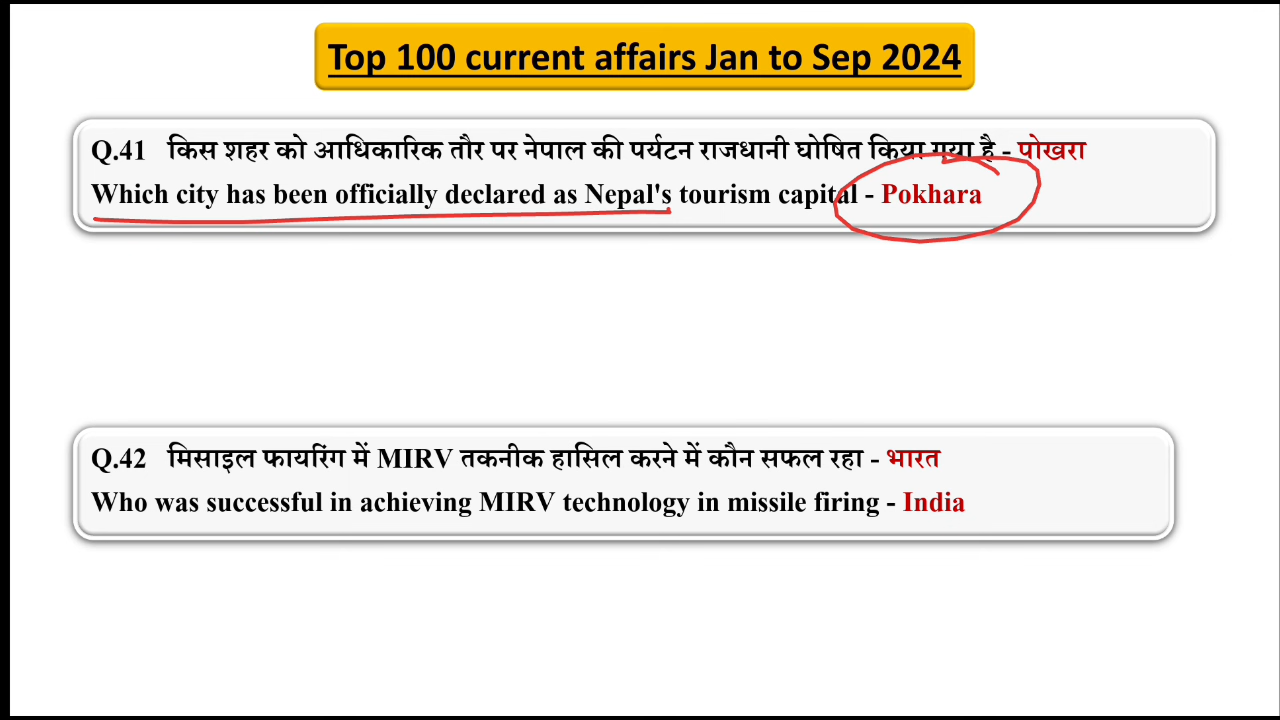 Top 100 current affairs Jan to Sep 2024
Q.41 किस शहर को आधिकारिक तौर पर नेपाल की पर्यटन राजधानी घोषित किया गया है - पोखरा
Which city has been officially declared as Nepal's tourism capital - Pokhara
Q.42 मिसाइल फायरिंग में MIRV तकनीक हासिल करने में कौन सफल रहा - भारत
Who was successful in achieving MIRV technology in missile firing - India